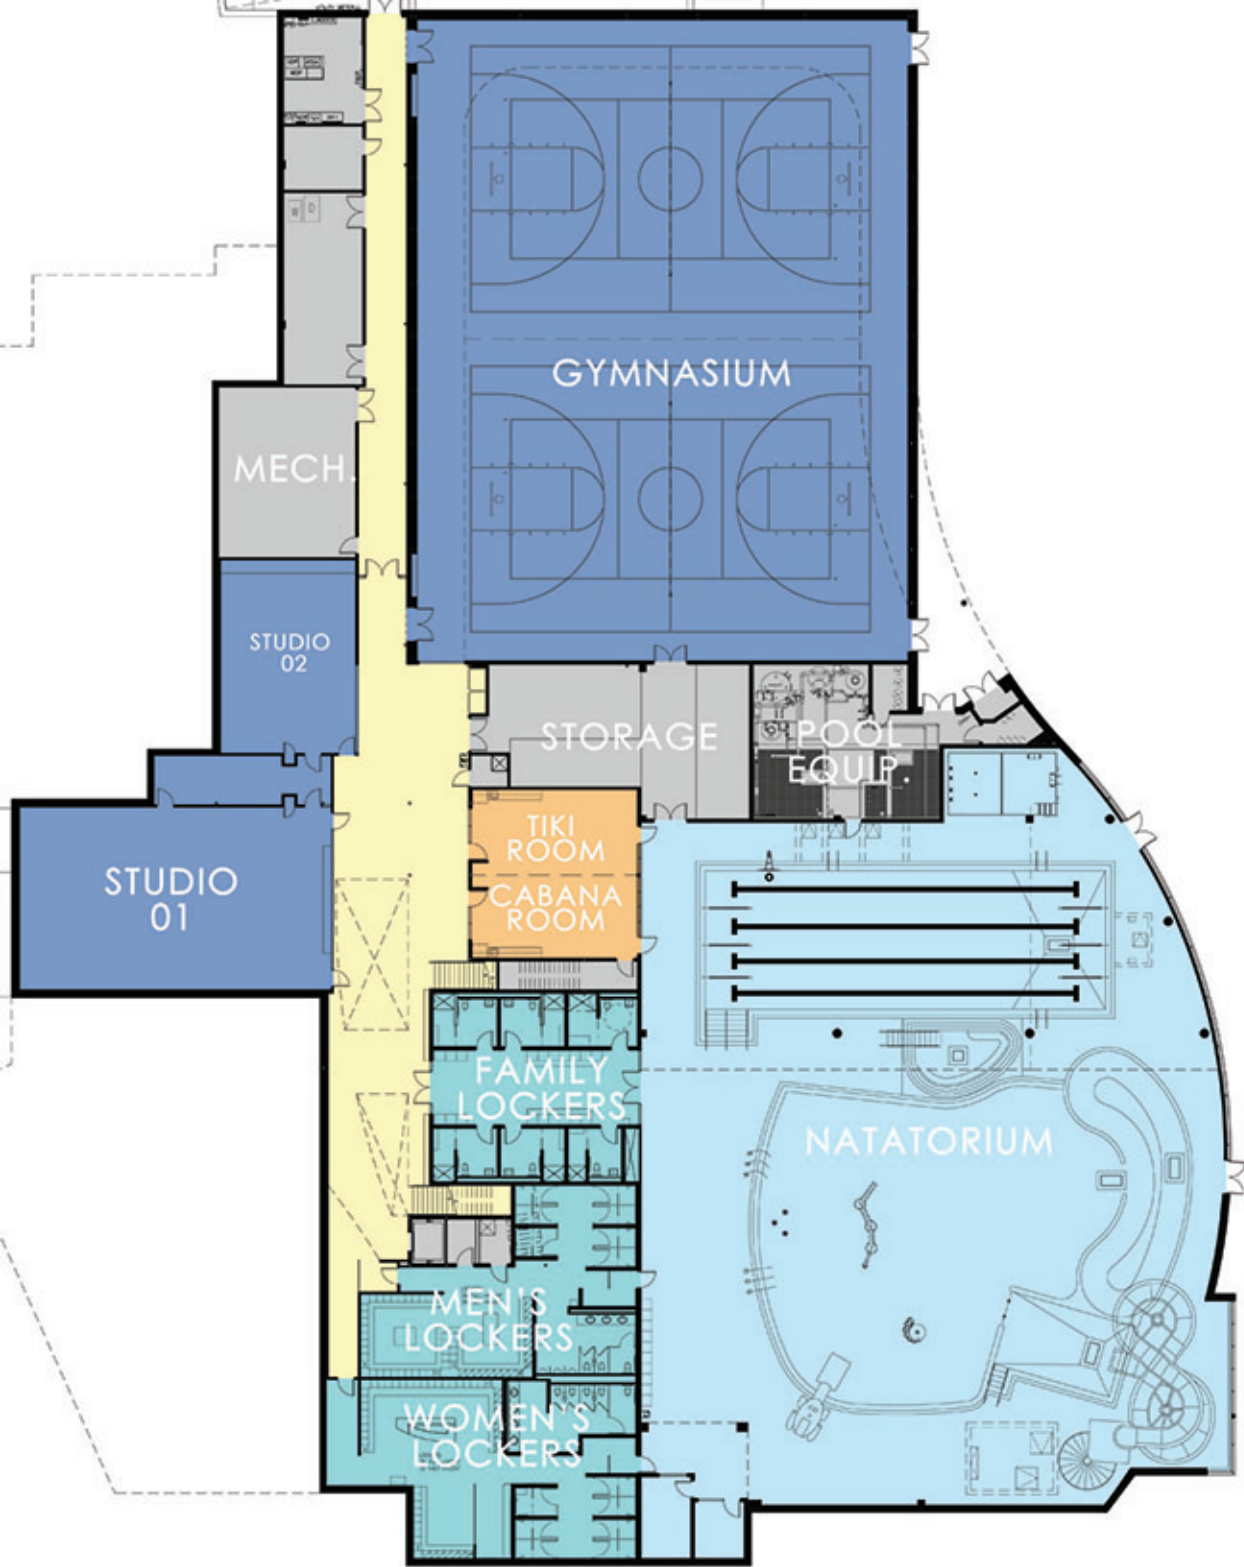 GYMNASIUM
MECH.
STUDIO
02
STORAGE
POOL
EQUIP.
TIKI
ROOM
CABANA
ROOM
STUDIO
01
FAMILY
LOCKERS
NATATORIUM
MEN'S
LOCKERS
WOMEN'S
LOCKERS